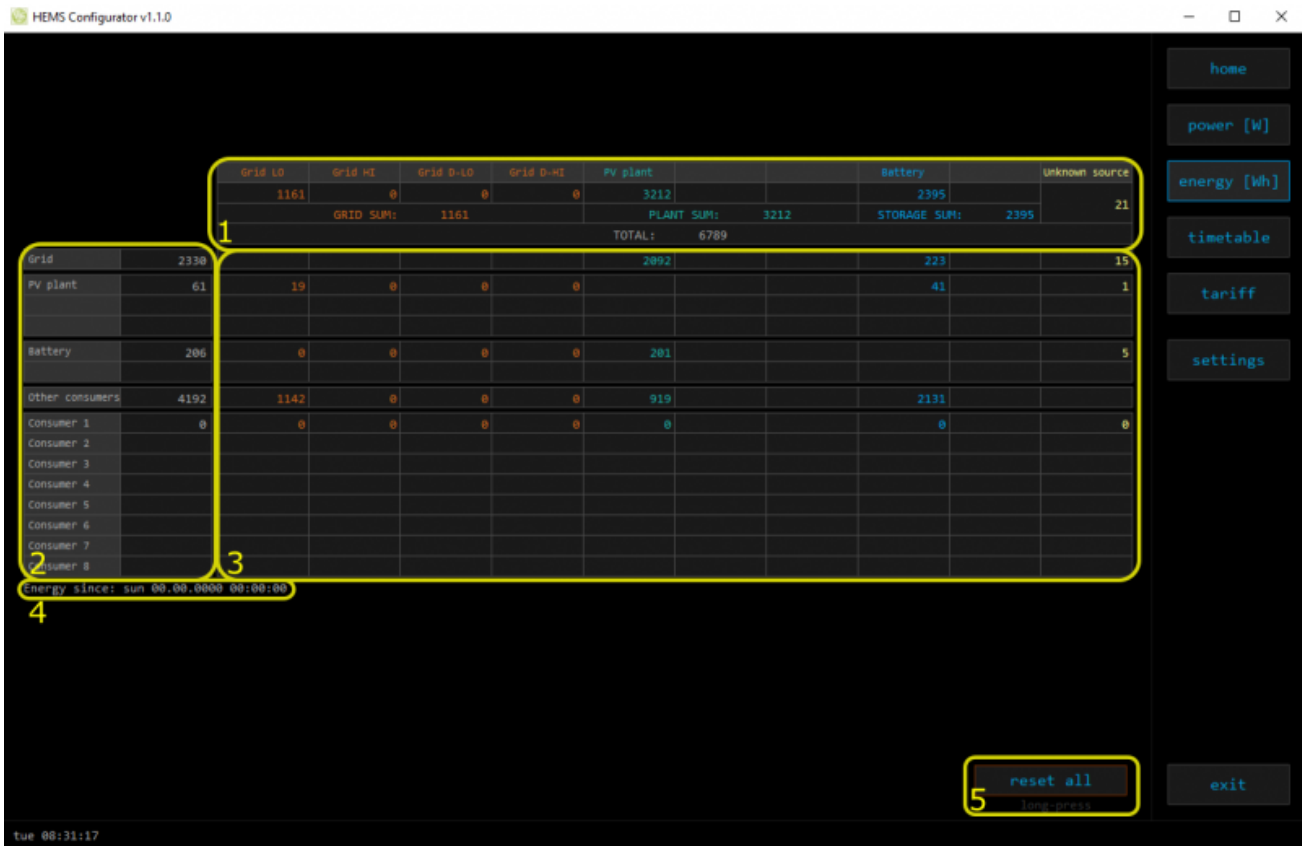 HEMS Configurator v1.1.0
home
power [W]
Grid LO Grid HI Grid D-LO Grid D-HI PV plant Battery Unknown source
energy [Wh]
1161 0 0 0 3212 2395 21
GRID SUM: 1161 PLANT SUM: 3212 STORAGE SUM: 2395
1
TOTAL: 6789
timetable
Grid 2330 2092 223 15
PV plant 61 19 0 0 0 41 1
tariff
Battery 206 0 0 0 0 201 5
settings
Other consumers 4192 1142 0 0 0 919 2131
Consumer 1 0 0 0 0 0 0 0 0
Consumer 2
Consumer 3
Consumer 4
Consumer 5
Consumer 6
Consumer 7
Consumer 8
2 3
Energy since: sun 00.00.0000 00:00:00
4
reset all
5
long-press
exit
tue 08:31:17